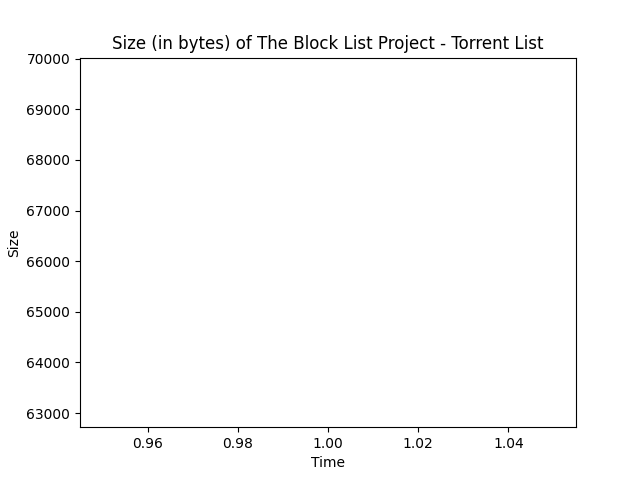 Size (in bytes) of The Block List Project - Torrent List
70000
69000
68000
67000
66000
65000
64000
63000
Size
0.96 0.98 1.00 1.02 1.04
Time